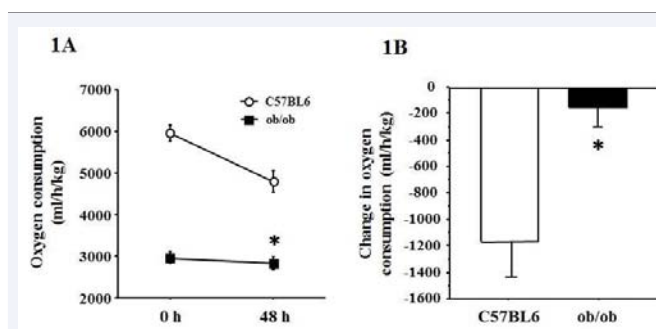 1A
7000
6000
5000
4000
3000
2000
Oxygen consumption
(ml/h/kg)
C57BL6
ob/ob
*
0 h
48 h
1B
0
-200
-400
-600
-800
-1000
-1200
-1400
-1600
Change in oxygen
consumption (ml/h/kg)
*
C57BL6
ob/ob